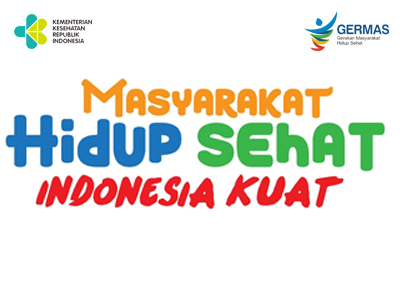 KEMENTERIAN
KESEHATAN
REPUBLIK
INDONESIA
GERMAS
Gerakan Masyarakat
Hidup Sehat
MASYARAKAT
HiDUP SEhAT
INDONESIA KUAT